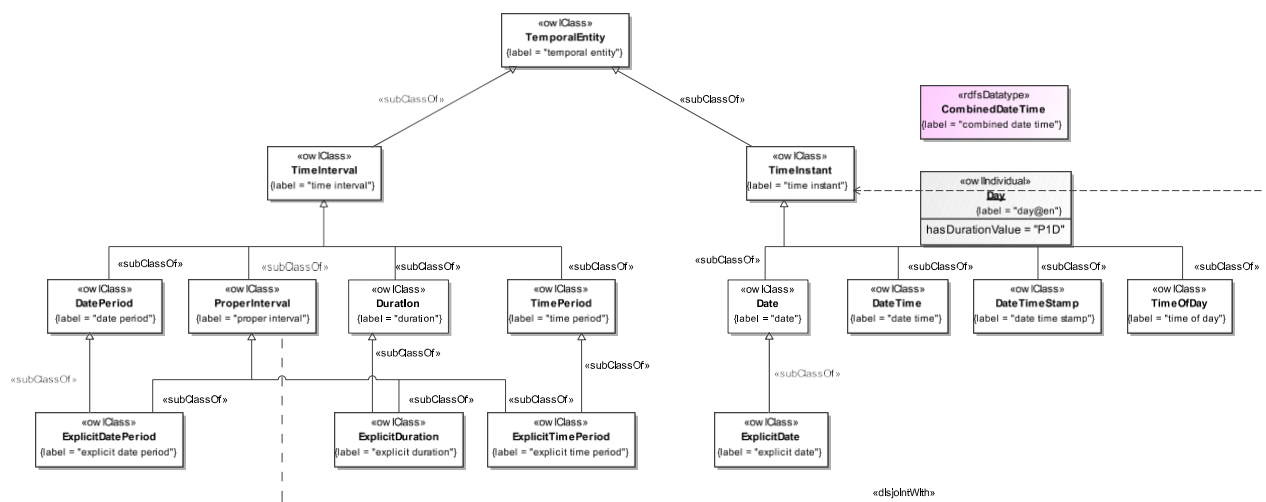 «owlClass»
TemporalEntity
{label = "temporal entity"}
«subClassOf»
«subClassOf»
«rdfsDatatype»
CombinedDateTime
{label = "combined date time"}
«owlClass»
TimeInterval
{label = "time interval"}
«owlClass»
TimeInstant
{label = "time instant"}
«owlIndividual»
Day
{label = "day@en"}
hasDurationValue = "P1D"
«subClassOf»
«subClassOf»
«subClassOf»
«subClassOf»
«subClassOf»
«subClassOf»
«subClassOf»
«subClassOf»
«owlClass»
DatePeriod
{label = "date period"}
«owlClass»
ProperInterval
{label = "proper interval"}
«owlClass»
Duration
{label = "duration"}
«owlClass»
TimePeriod
{label = "time period"}
«owlClass»
Date
{label = "date"}
«owlClass»
DateTime
{label = "date time"}
«owlClass»
DateTimeStamp
{label = "date time stamp"}
«owlClass»
TimeOfDay
{label = "time of day"}
«subClassOf»
«subClassOf»
«subClassOf»
«subClassOf»
«subClassOf»
«subClassOf»
«subClassOf»
«owlClass»
ExplicitDatePeriod
{label = "explicit date period"}
«owlClass»
ExplicitDuration
{label = "explicit duration"}
«owlClass»
ExplicitTimePeriod
{label = "explicit time period"}
«owlClass»
ExplicitDate
{label = "explicit date"}
«disjointWith»